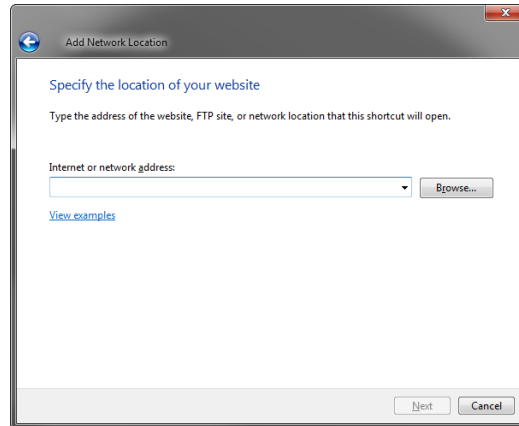 Add Network Location
Specify the location of your website
Type the address of the website, FTP site, or network location that this shortcut will open.
Internet or network address:
Browse...
View examples
Next
Cancel